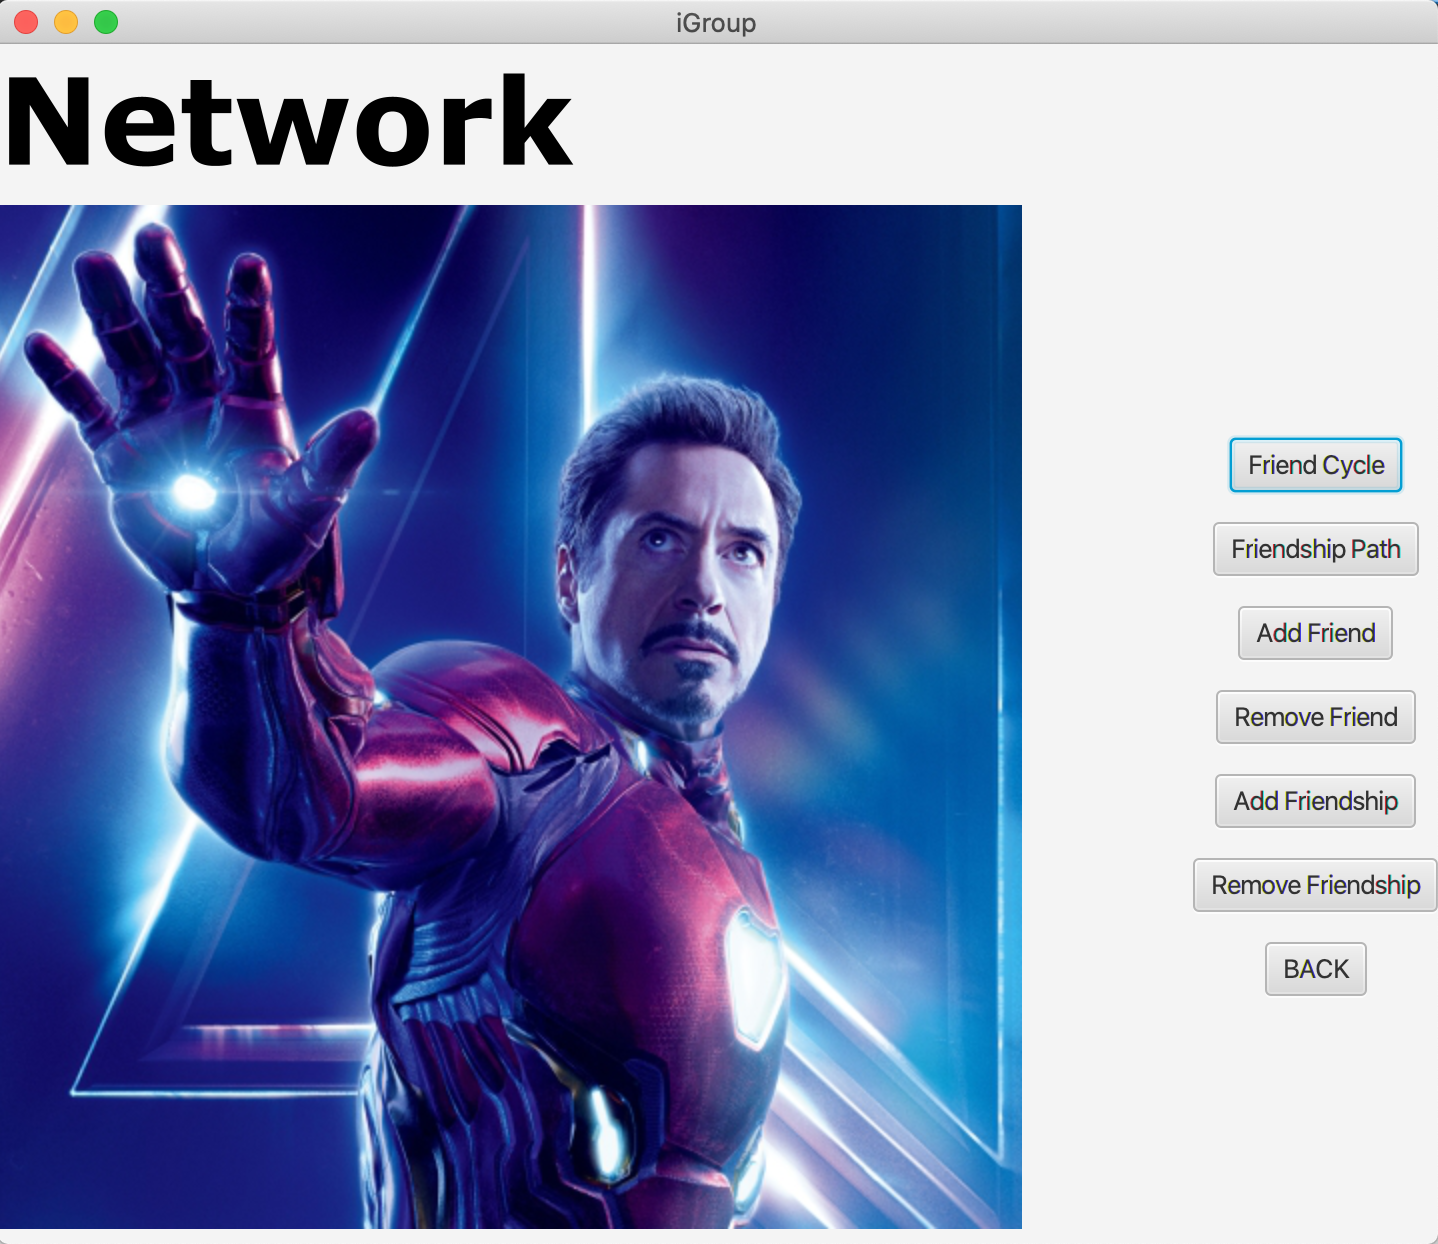 iGroup
Network
Friend Cycle
Friendship Path
Add Friend
Remove Friend
Add Friendship
Remove Friendship
BACK